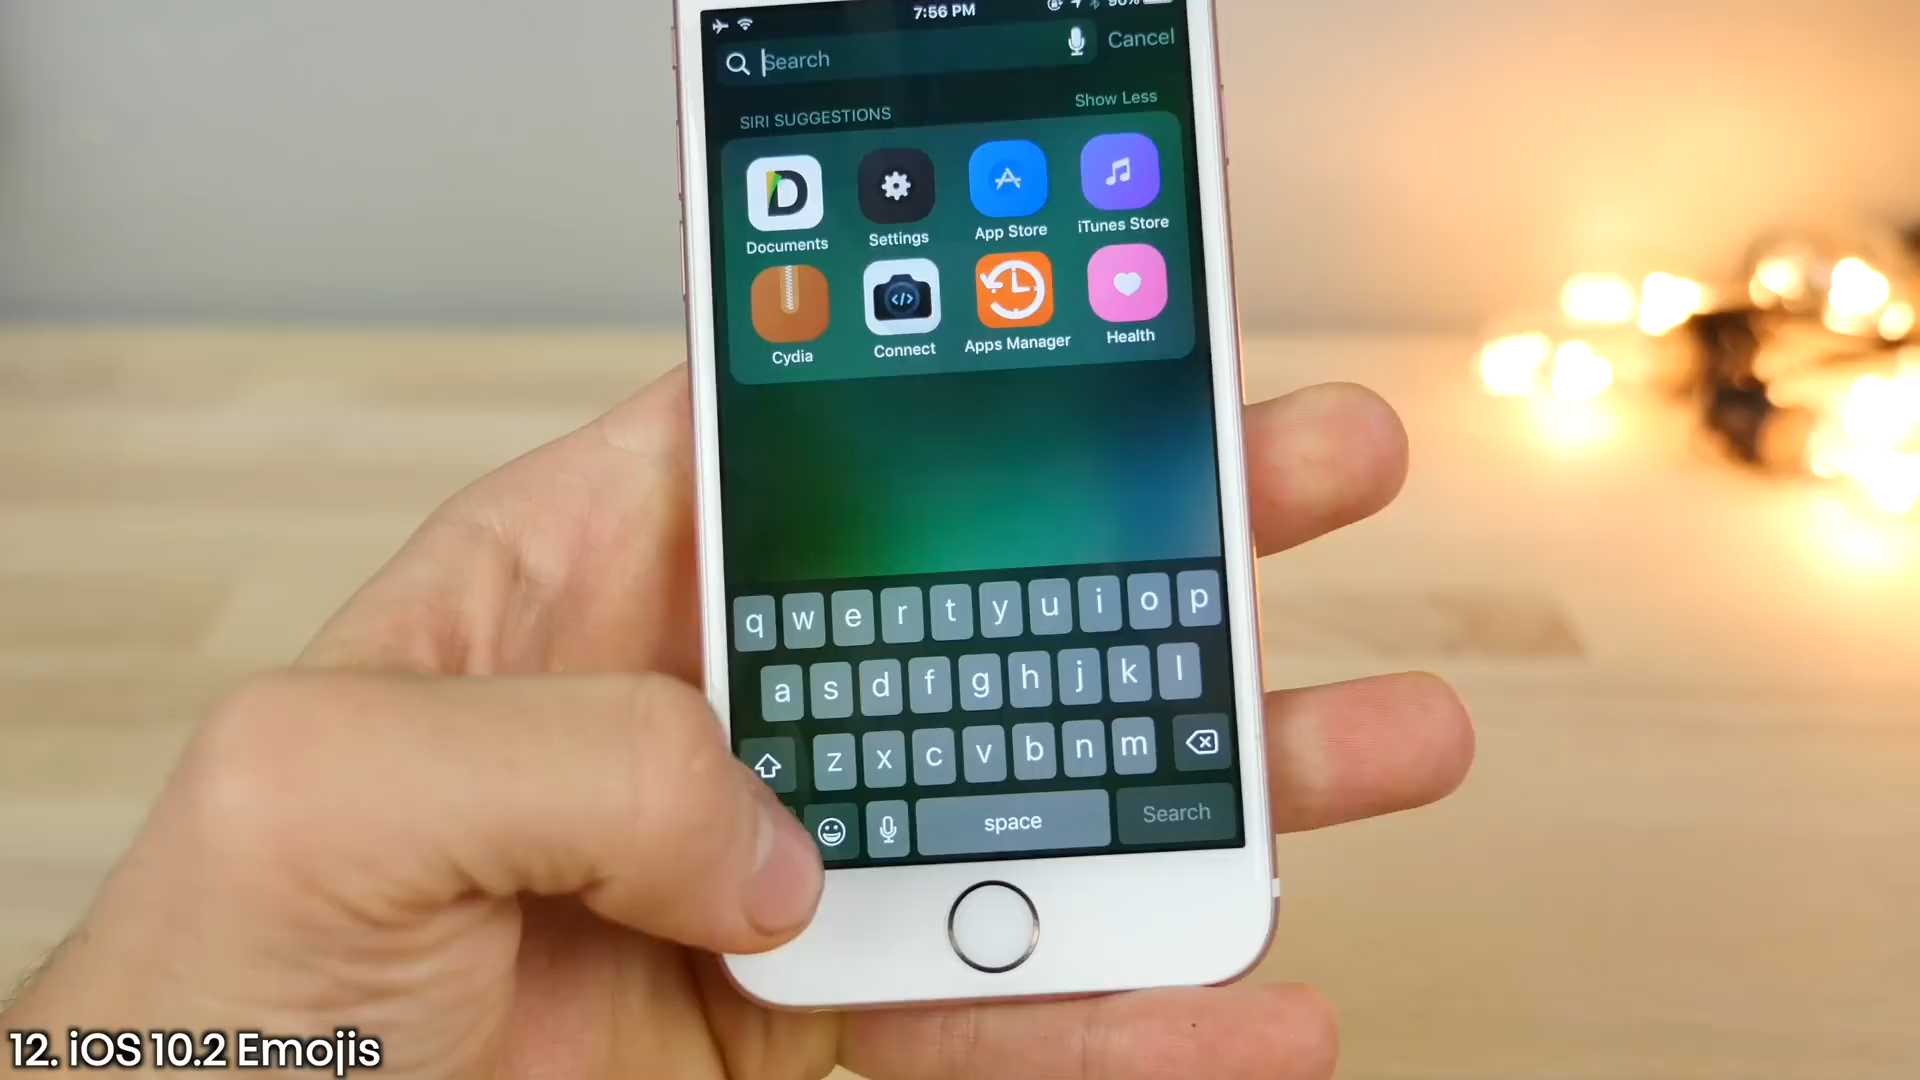 7:56 PM
96%
Search
Cancel
SIRI SUGGESTIONS
Show Less
Documents
Settings
App Store
iTunes Store
Cydia
Connect
Apps Manager
Health
q w e r t y u i o p
a s d f g h j k l
z x c v b n m
space
Search
12. iOS 10.2 Emojis